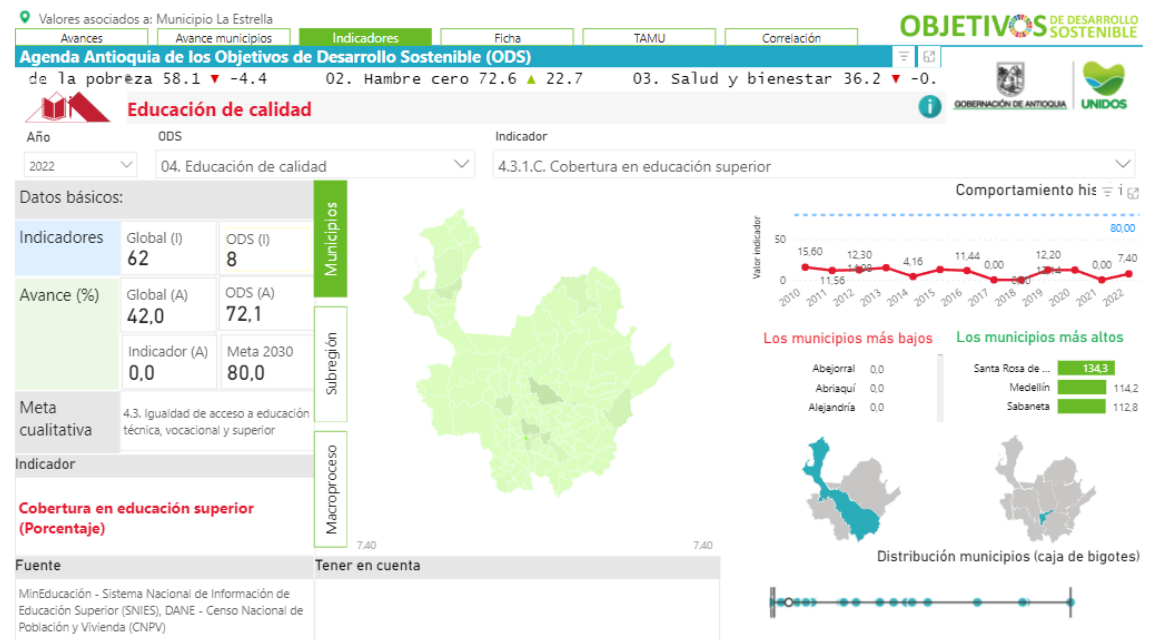 Valores asociados a: Municipio La Estrella
Avances
Avance municipios
Indicadores
Ficha
TAMU
Correlación
OBJETIVOS DE DESARROLLO SOSTENIBLE
Agenda Antioquia de los Objetivos de Desarrollo Sostenible (ODS)
de la pobreza 58.1 ▼ -4.4 02. Hambre cero 72.6 ▲ 22.7 03. Salud y bienestar 36.2 ▼ -0.
GOBERNACIÓN DE ANTIOQUIA
UNIDOS
Educación de calidad
i
Año
ODS
Indicador
2022
04. Educación de calidad
4.3.1.C. Cobertura en educación superior
Datos básicos:
Indicadores
Global (I)
62
ODS (I)
8
Avance (%)
Global (A)
42,0
ODS (A)
72,1
Indicador (A)
0,0
Meta 2030
80,0
Meta cualitativa
4.3. Igualdad de acceso a educación
técnica, vocacional y superior
Indicador
Cobertura en educación superior
(Porcentaje)
Fuente
MinEducación - Sistema Nacional de Información de
Educación Superior (SNIES), DANE - Censo Nacional de
Población y Vivienda (CNPV)
Municipios
Subregión
Macroproceso
7.40
7.40
Tener en cuenta
Comportamiento his
Valor indicador
80,00
50
0
15,60
11,56
12,30
4,16
11,44
0,00
12,20
0,00
7,40
2010 2011 2012 2013 2014 2015 2016 2017 2018 2019 2020 2021 2022
Los municipios más bajos
Abejorral 0,0
Abriaquí 0,0
Alejandría 0,0
Los municipios más altos
Santa Rosa de ... 134,3
Medellín 114,2
Sabaneta 112,8
Distribución municipios (caja de bigotes)